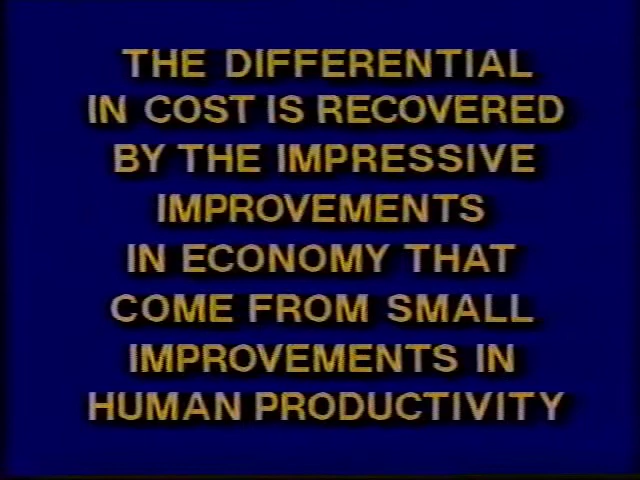 THE DIFFERENTIAL
IN COST IS RECOVERED
BY THE IMPRESSIVE
IMPROVEMENTS
IN ECONOMY THAT
COME FROM SMALL
IMPROVEMENTS IN
HUMAN PRODUCTIVITY